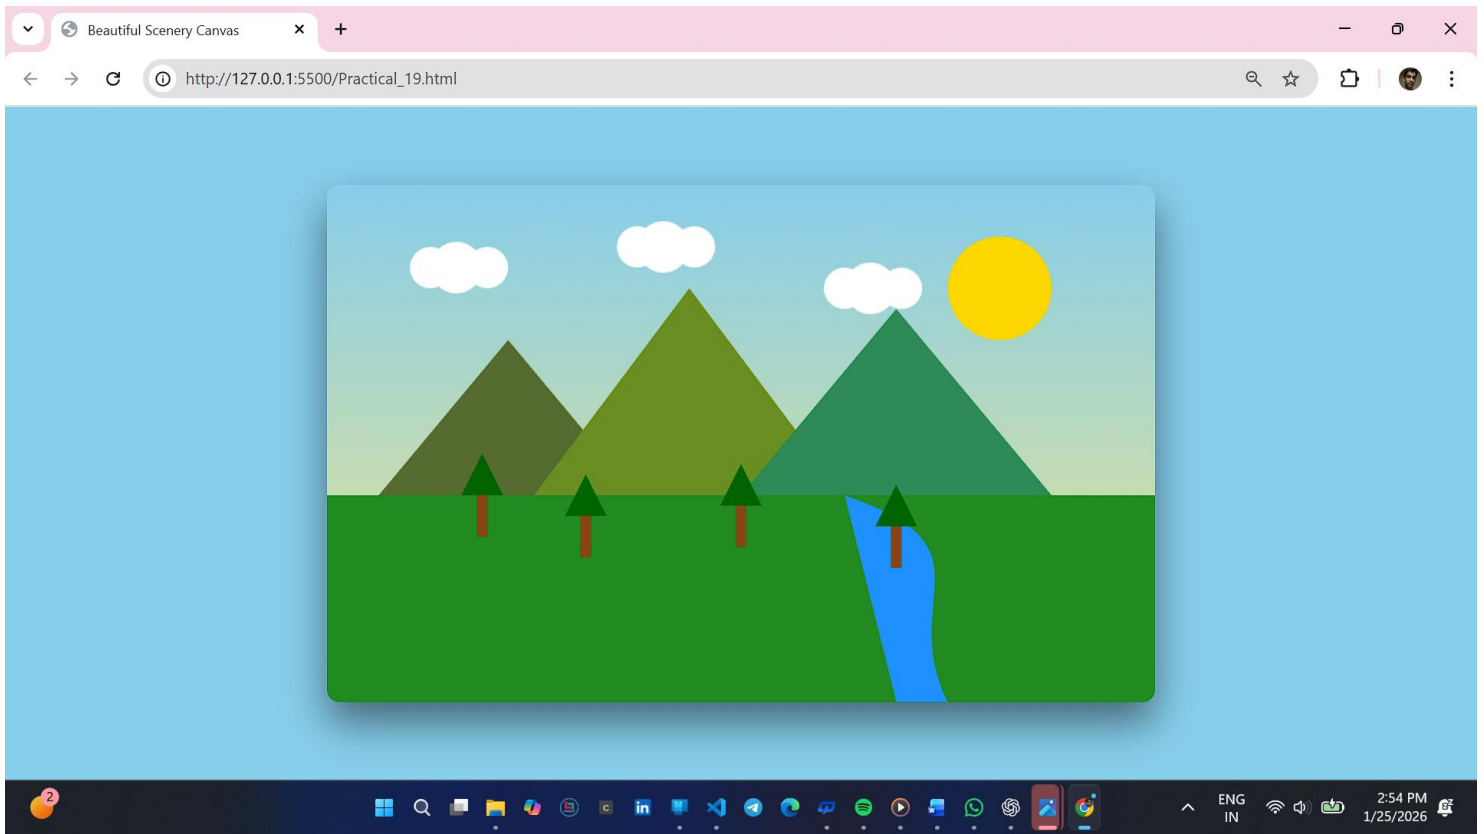 Beautiful Scenery Canvas
http://127.0.0.1:5500/Practical_19.html
2
C
in
W
ENG
IN
2:54 PM
1/25/2026